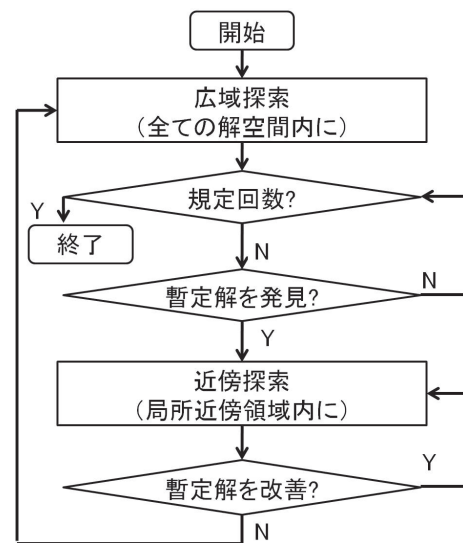 開始
広域探索
(全ての解空間内に)
規定回数?
Y
終了
N
暫定解を発見?
N
Y
近傍探索
(局所近傍領域内に)
暫定解を改善?
Y
N